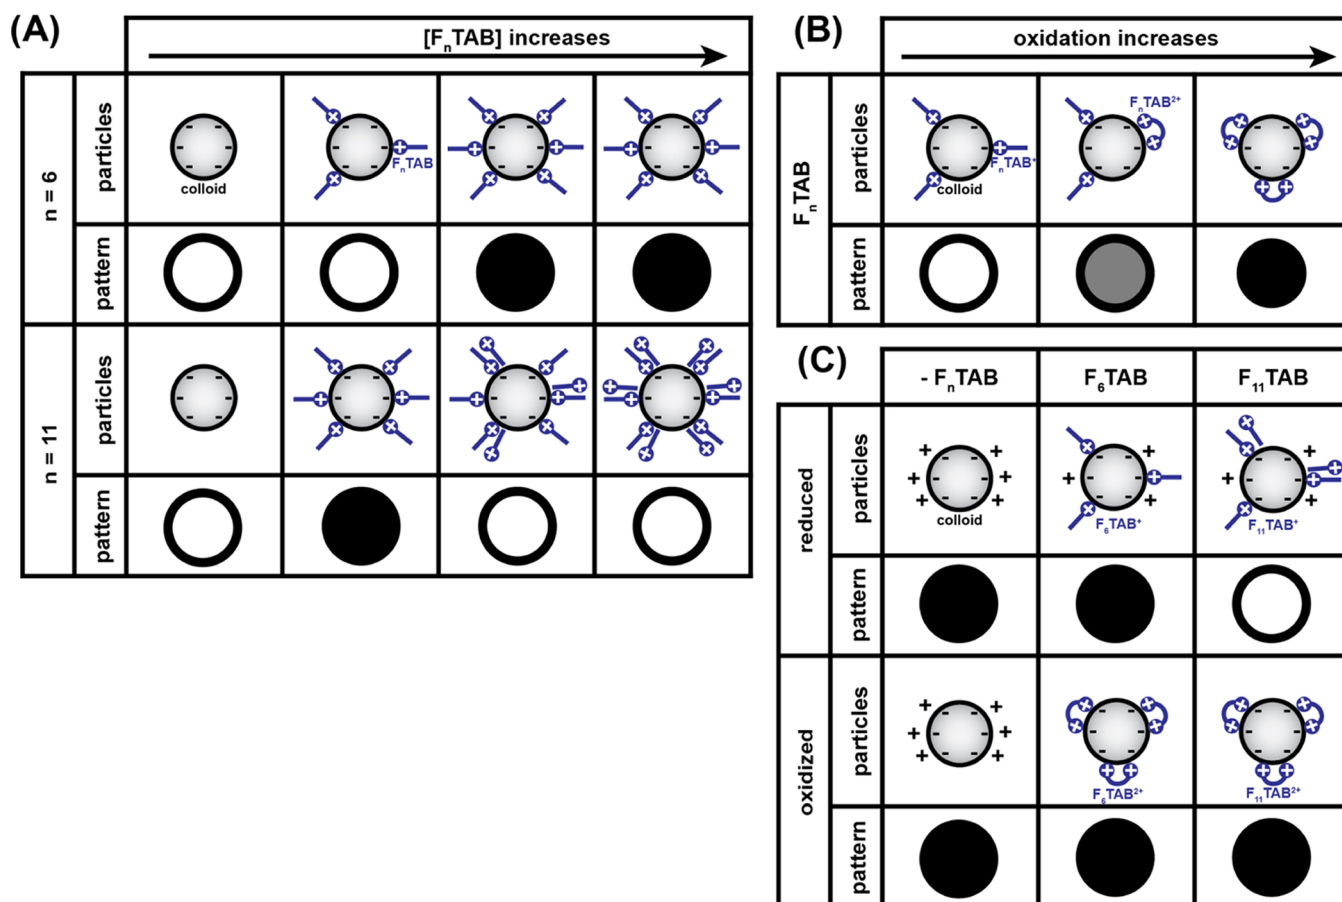 (A)
[FₙTAB] increases
n = 6
particles
colloid
FₙTAB
pattern
n = 11
particles
pattern
(B)
oxidation increases
FₙTAB
particles
colloid
FₙTAB⁺
FₙTAB²⁺
pattern
(C)
- FₙTAB
F₆TAB
F₁₁TAB
reduced
particles
colloid
F₆TAB⁺
F₁₁TAB⁺
pattern
oxidized
particles
F₆TAB²⁺
F₁₁TAB²⁺
pattern